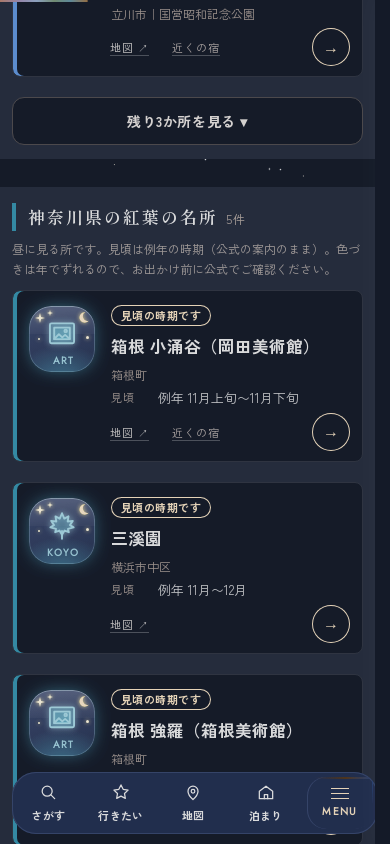 立川市｜国営昭和記念公園
地図 ↗ 近くの宿
→
残り3か所を見る ▾
神奈川県の紅葉の名所 5件
昼に見る所です。見頃は例年の時期（公式の案内のまま）。色づ
きは年でずれるので、お出かけ前に公式でご確認ください。
見頃の時期です
ART
箱根 小涌谷（岡田美術館）
箱根町
見頃 例年 11月上旬〜11月下旬
地図 ↗ 近くの宿
→
見頃の時期です
KOYO
三溪園
横浜市中区
見頃 例年 11月〜12月
地図 ↗
→
見頃の時期です
ART
箱根 強羅（箱根美術館）
箱根町
さがす 行きたい 地図 泊まり MENU